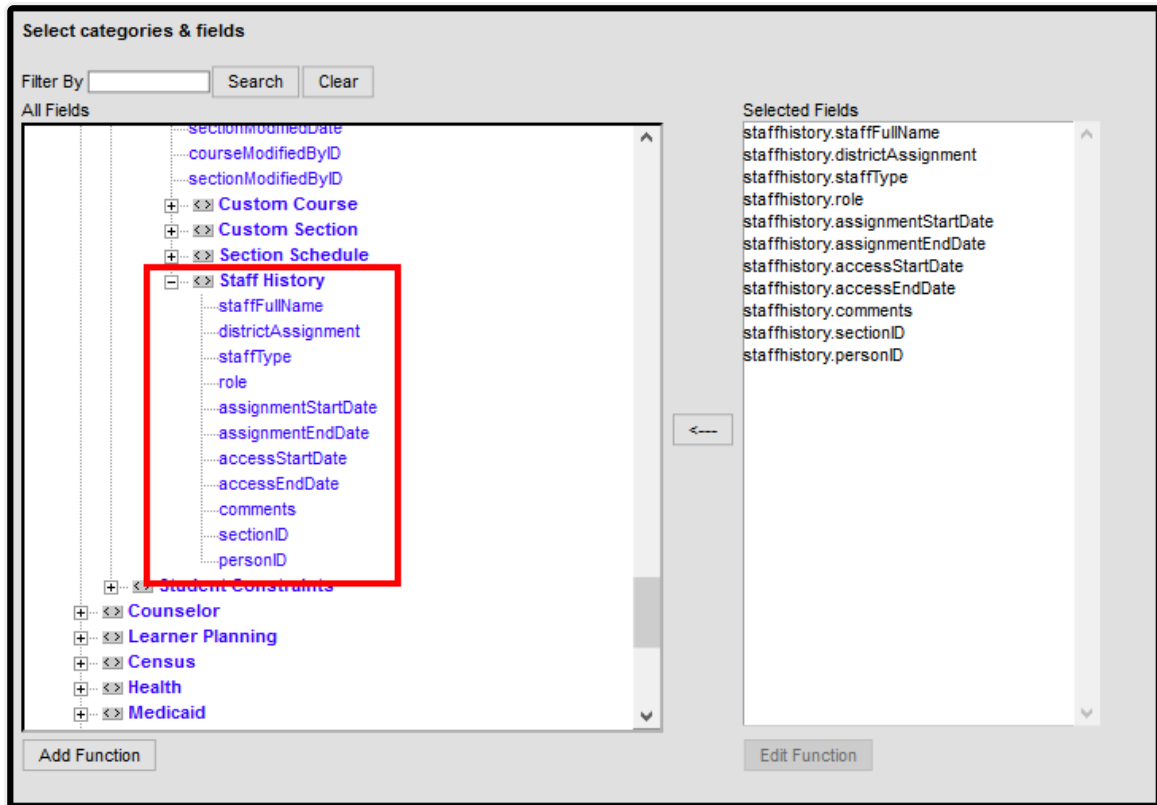 Select categories & fields
Filter By
Search
Clear
All Fields
sectionModifiedDate
courseModifiedByID
sectionModifiedByID
Custom Course
Custom Section
Section Schedule
Staff History
staffFullName
districtAssignment
staffType
role
assignmentStartDate
assignmentEndDate
accessStartDate
accessEndDate
comments
sectionID
personID
Student Constraints
Counselor
Learner Planning
Census
Health
Medicaid
Add Function
<---
Selected Fields
staffhistory.staffFullName
staffhistory.districtAssignment
staffhistory.staffType
staffhistory.role
staffhistory.assignmentStartDate
staffhistory.assignmentEndDate
staffhistory.accessStartDate
staffhistory.accessEndDate
staffhistory.comments
staffhistory.sectionID
staffhistory.personID
Edit Function